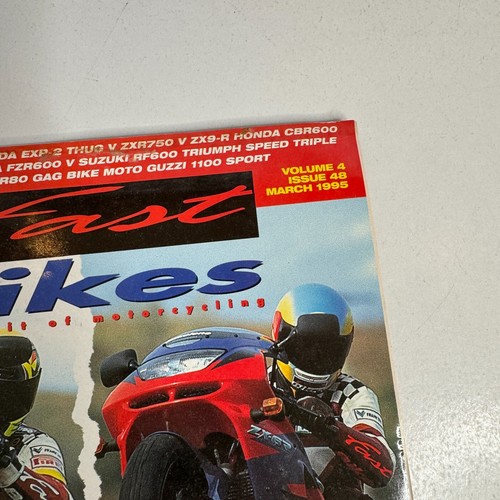 DA EXP-2 THUG V ZXR750 V ZX9-R HONDA CBR600
FZR600 V SUZUKI RF600 TRIUMPH SPEED TRIPLE
R80 GAG BIKE MOTO GUZZI 1100 SPORT
VOLUME 4
ISSUE 48
MARCH 1995
Fast
ikes
it of motorcycling